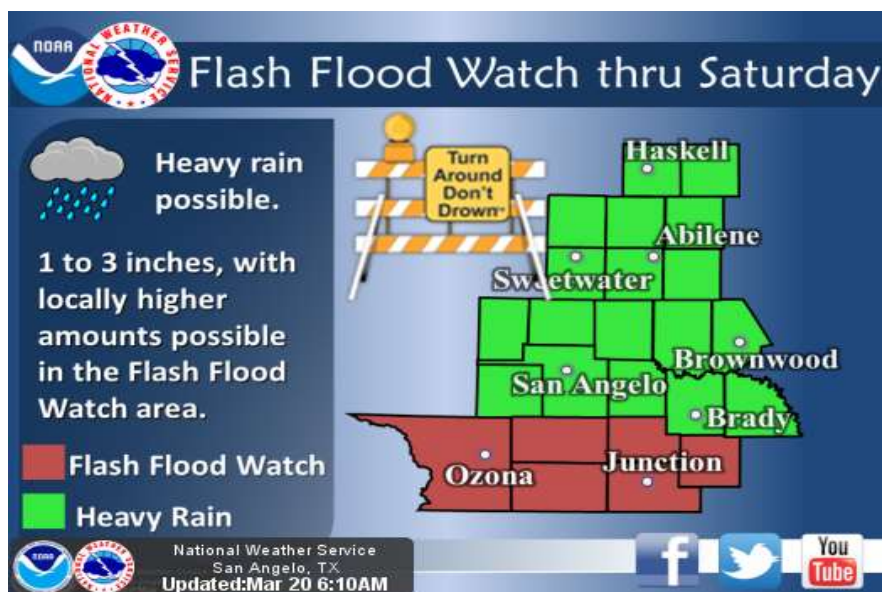 NOAA
NATIONAL WEATHER SERVICE
Flash Flood Watch thru Saturday
Heavy rain
possible.
1 to 3 inches, with
locally higher
amounts possible
in the Flash Flood
Watch area.
Flash Flood Watch
Heavy Rain
Turn
Around
Don't
Drown™
Haskell
Abilene
Sweetwater
Brownwood
San Angelo
Brady
Ozona
Junction
National Weather Service
San Angelo, TX
Updated:Mar 20 6:10AM
f
You
Tube